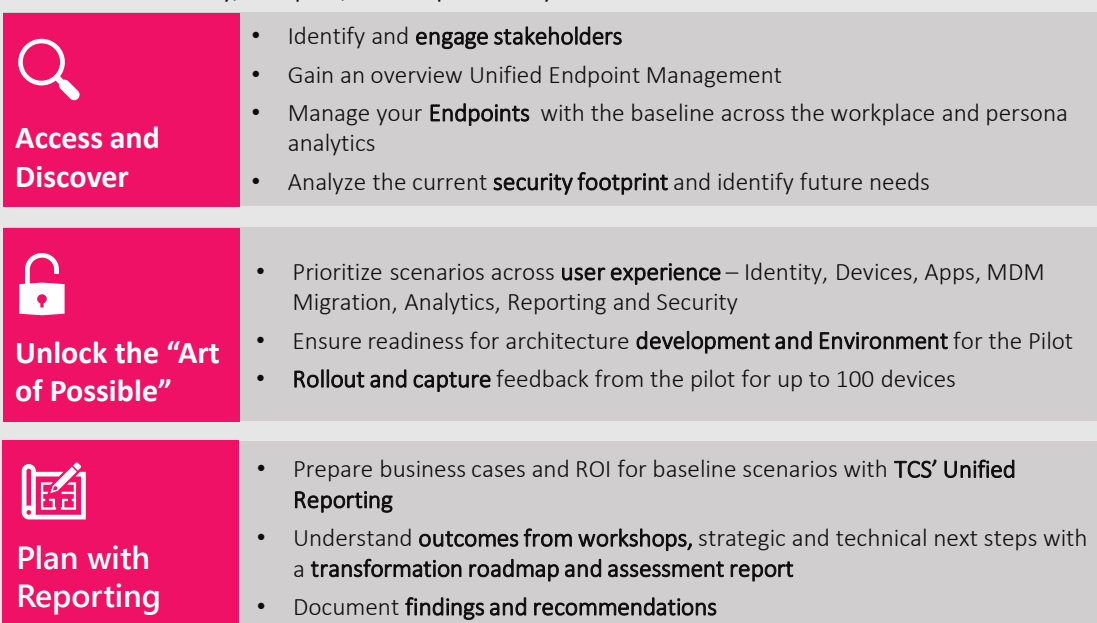 Access and
Discover
• Identify and engage stakeholders
• Gain an overview Unified Endpoint Management
• Manage your Endpoints with the baseline across the workplace and persona
analytics
• Analyze the current security footprint and identify future needs
Unlock the “Art
of Possible”
• Prioritize scenarios across user experience – Identity, Devices, Apps, MDM
Migration, Analytics, Reporting and Security
• Ensure readiness for architecture development and Environment for the Pilot
• Rollout and capture feedback from the pilot for up to 100 devices
Plan with
Reporting
• Prepare business cases and ROI for baseline scenarios with TCS’ Unified
Reporting
• Understand outcomes from workshops, strategic and technical next steps with
a transformation roadmap and assessment report
• Document findings and recommendations